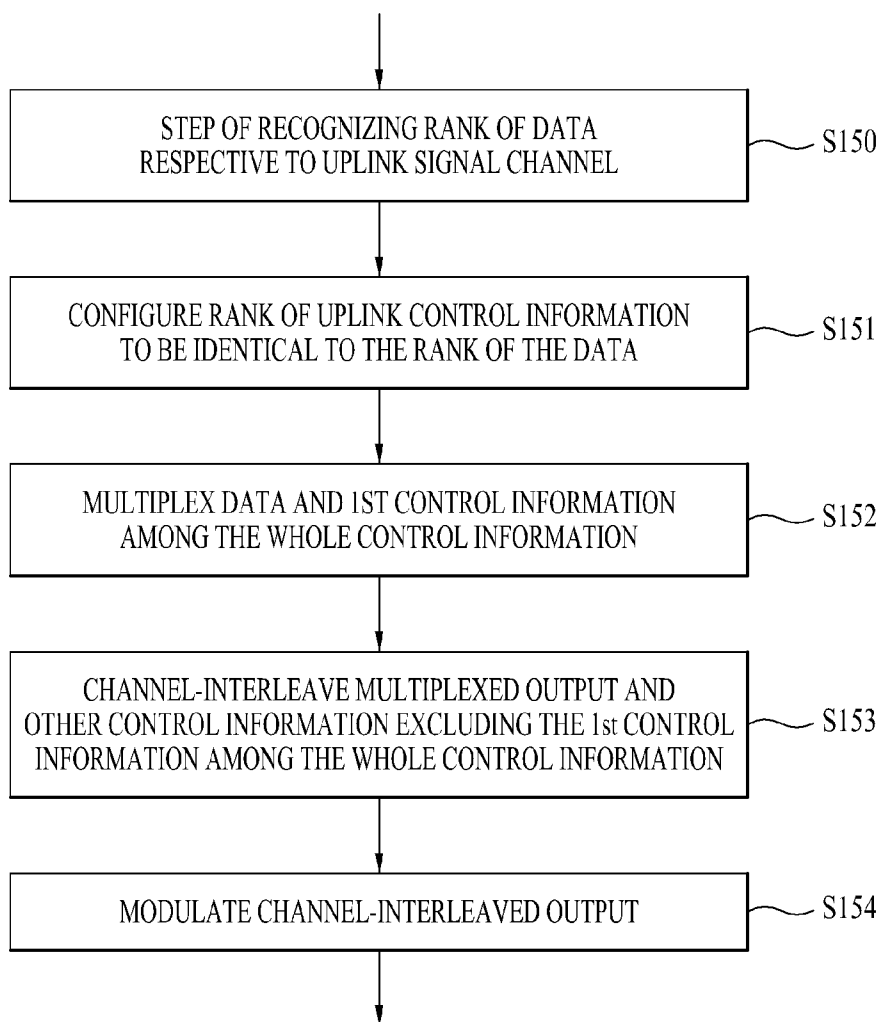 STEP OF RECOGNIZING RANK OF DATA
RESPECTIVE TO UPLINK SIGNAL CHANNEL
S150
CONFIGURE RANK OF UPLINK CONTROL INFORMATION
TO BE IDENTICAL TO THE RANK OF THE DATA
S151
MULTIPLEX DATA AND 1ST CONTROL INFORMATION
AMONG THE WHOLE CONTROL INFORMATION
S152
CHANNEL-INTERLEAVE MULTIPLEXED OUTPUT AND
OTHER CONTROL INFORMATION EXCLUDING THE 1st CONTROL
INFORMATION AMONG THE WHOLE CONTROL INFORMATION
S153
MODULATE CHANNEL-INTERLEAVED OUTPUT
S154